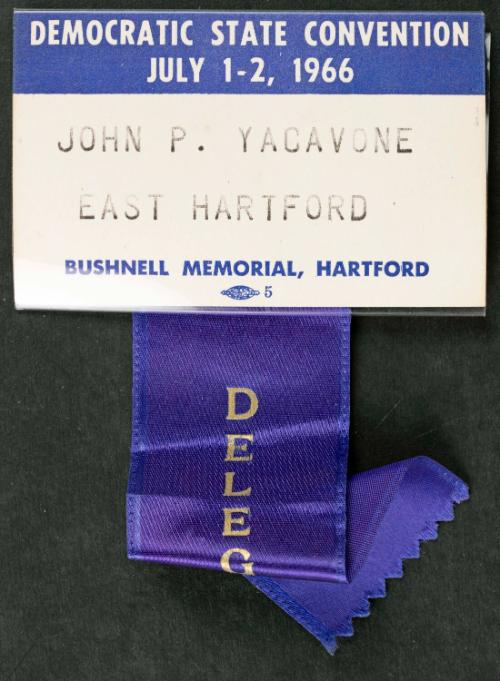 DEMOCRATIC STATE CONVENTION
JULY 1-2, 1966
JOHN P. YACAVONE
EAST HARTFORD
BUSHNELL MEMORIAL, HARTFORD
5
DELEG